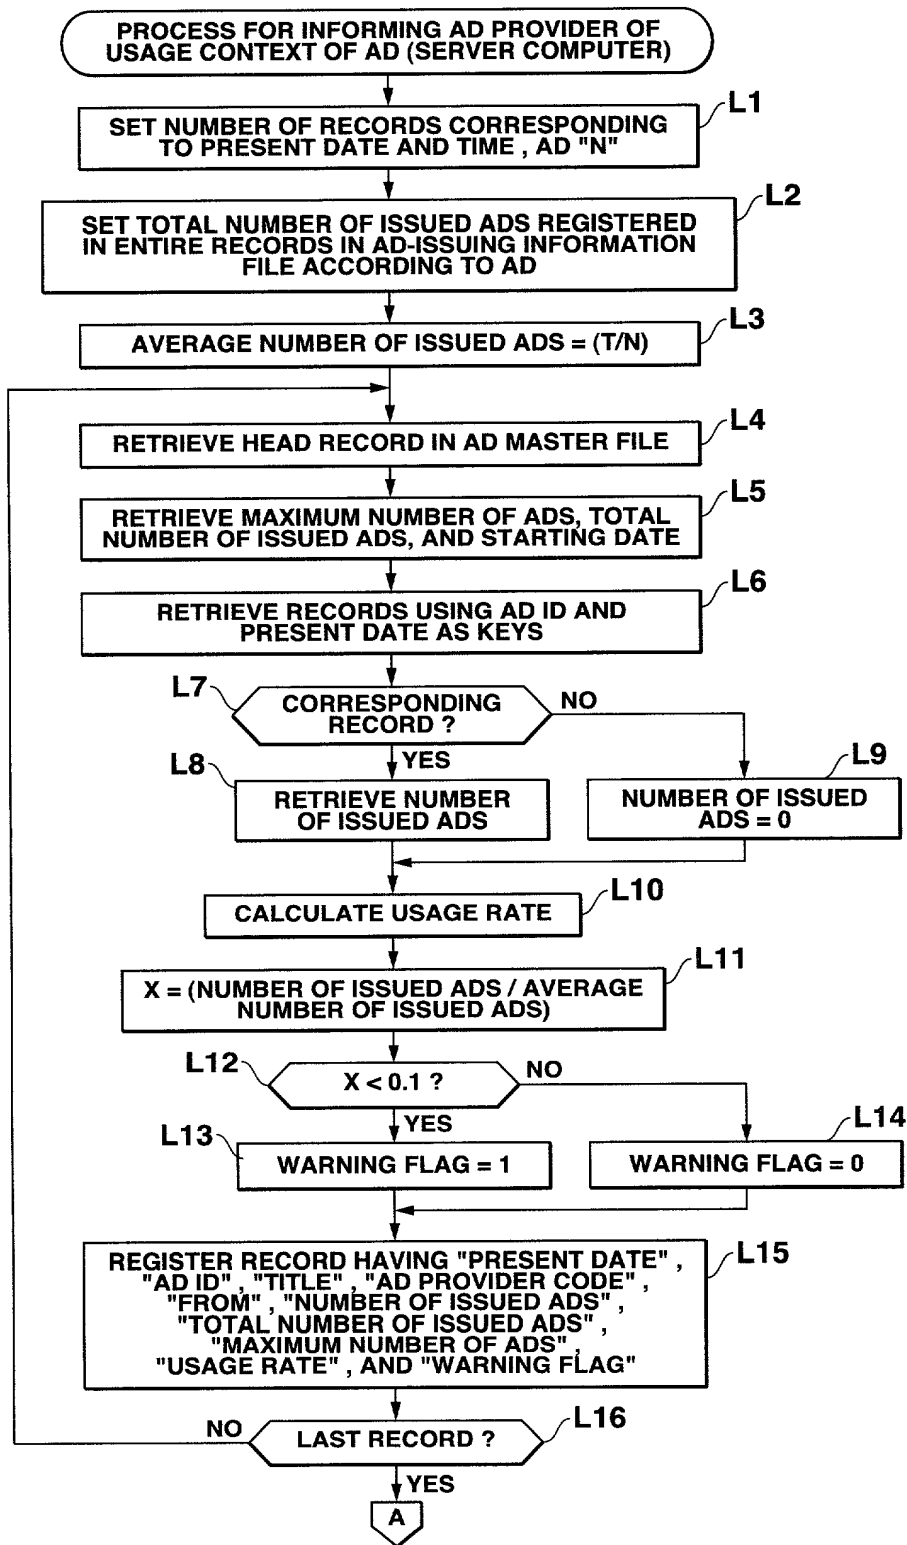 PROCESS FOR INFORMING AD PROVIDER OF
USAGE CONTEXT OF AD (SERVER COMPUTER)
L1
SET NUMBER OF RECORDS CORRESPONDING
TO PRESENT DATE AND TIME , AD "N"
L2
SET TOTAL NUMBER OF ISSUED ADS REGISTERED
IN ENTIRE RECORDS IN AD-ISSUING INFORMATION
FILE ACCORDING TO AD
L3
AVERAGE NUMBER OF ISSUED ADS = (T/N)
L4
RETRIEVE HEAD RECORD IN AD MASTER FILE
L5
RETRIEVE MAXIMUM NUMBER OF ADS, TOTAL
NUMBER OF ISSUED ADS, AND STARTING DATE
L6
RETRIEVE RECORDS USING AD ID AND
PRESENT DATE AS KEYS
L7
CORRESPONDING
RECORD ?
NO
YES
L8
RETRIEVE NUMBER
OF ISSUED ADS
L9
NUMBER OF ISSUED
ADS = 0
L10
CALCULATE USAGE RATE
L11
X = (NUMBER OF ISSUED ADS / AVERAGE
NUMBER OF ISSUED ADS)
L12
X < 0.1 ?
NO
YES
L13
WARNING FLAG = 1
L14
WARNING FLAG = 0
L15
REGISTER RECORD HAVING "PRESENT DATE" ,
"AD ID" , "TITLE" , "AD PROVIDER CODE" ,
"FROM" , "NUMBER OF ISSUED ADS" ,
"TOTAL NUMBER OF ISSUED ADS" ,
"MAXIMUM NUMBER OF ADS" ,
"USAGE RATE" , AND "WARNING FLAG"
L16
NO
LAST RECORD ?
YES
A